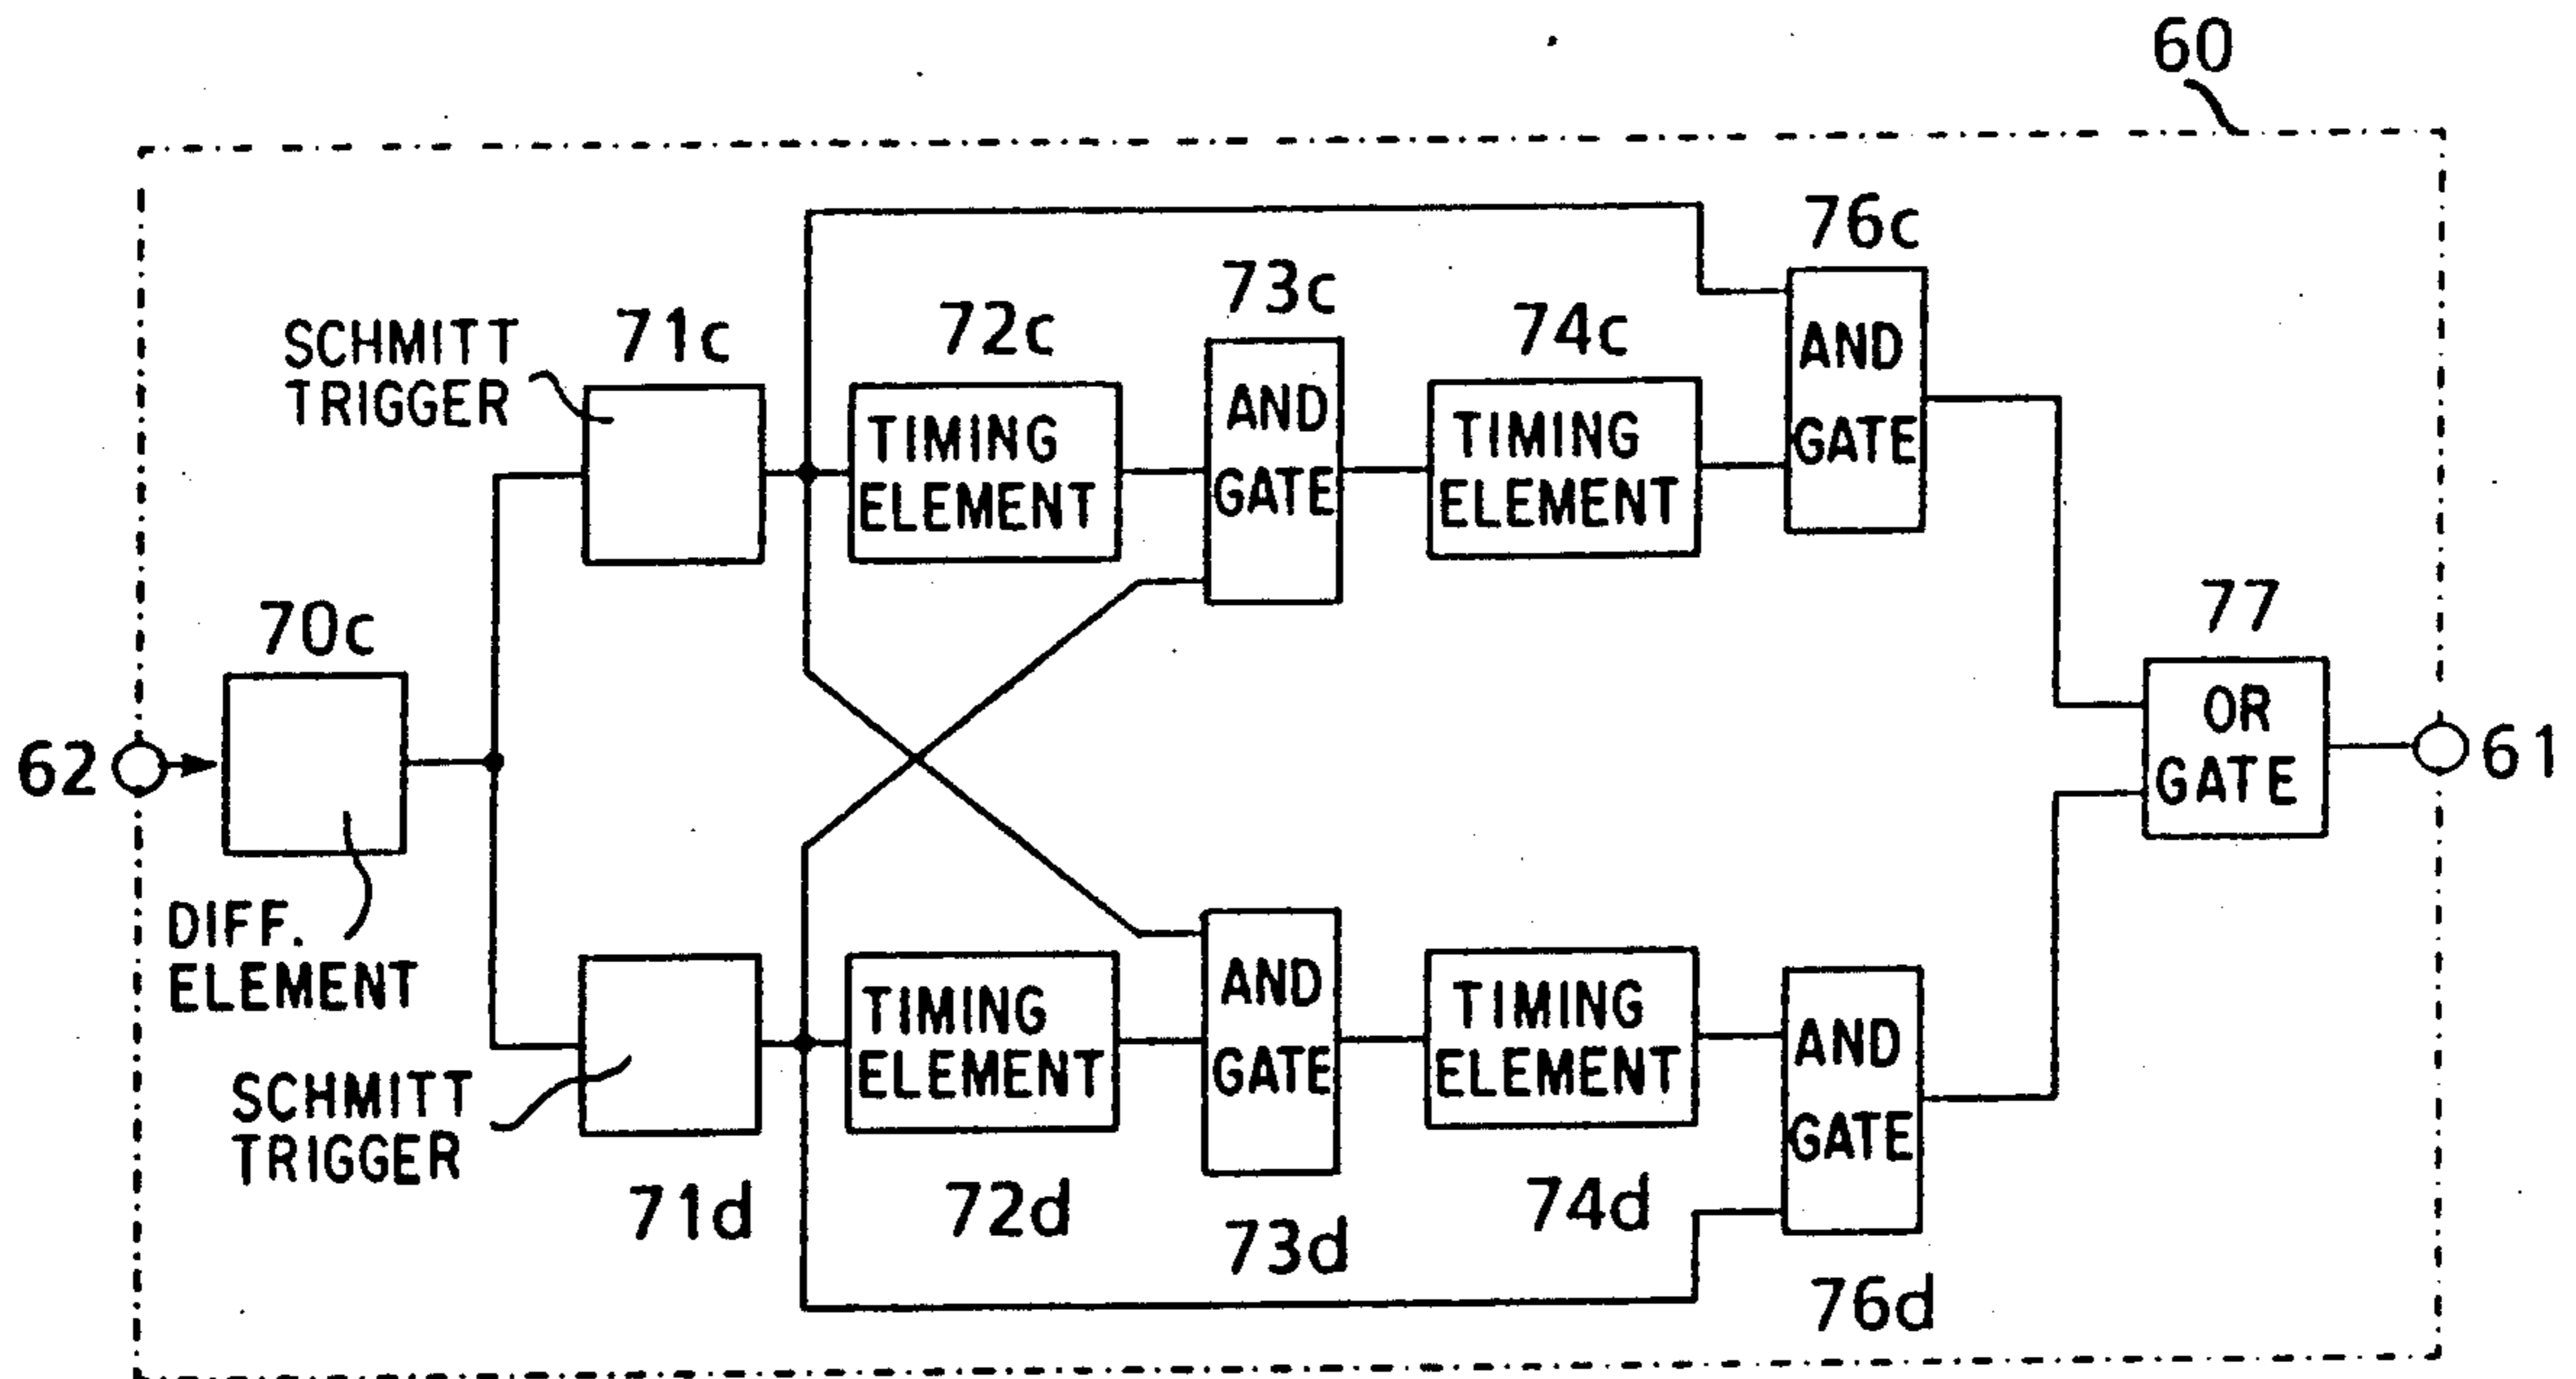 60
76c
73c
SCHMITT
TRIGGER
71c
72c
74c
AND
GATE
AND
GATE
TIMING
ELEMENT
TIMING
ELEMENT
70c
77
OR
GATE
62
61
DIFF.
ELEMENT
AND
GATE
TIMING
ELEMENT
TIMING
ELEMENT
AND
GATE
SCHMITT
TRIGGER
71d
72d
73d
74d
76d